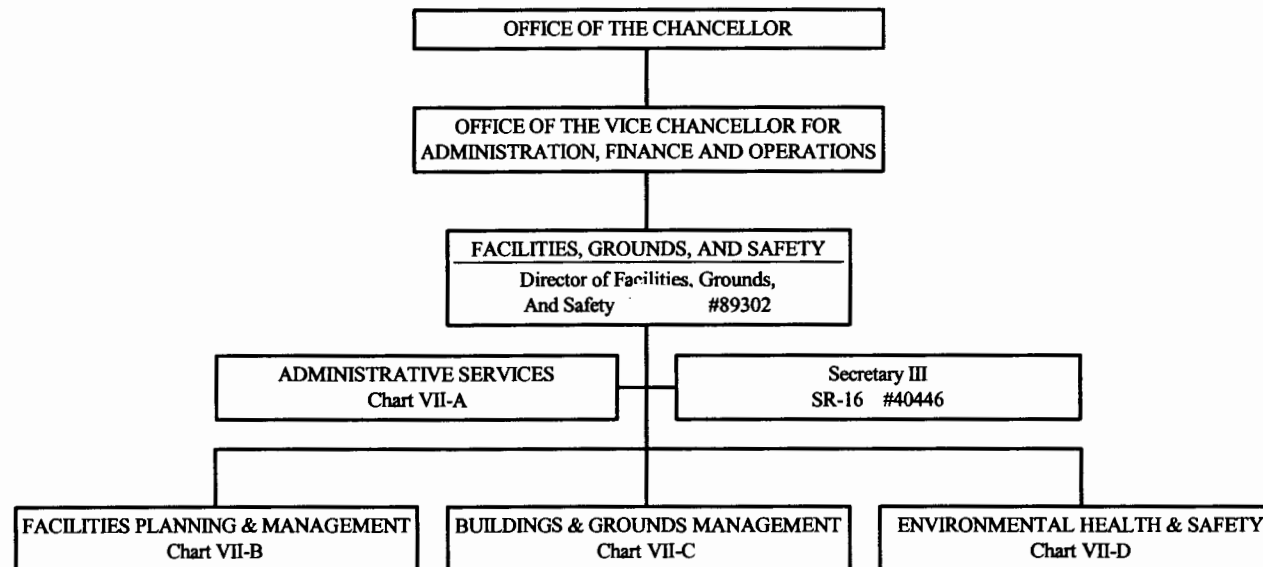 OFFICE OF THE CHANCELLOR
OFFICE OF THE VICE CHANCELLOR FOR
ADMINISTRATION, FINANCE AND OPERATIONS
FACILITIES, GROUNDS, AND SAFETY
Director of Facilities, Grounds,
And Safety #89302
ADMINISTRATIVE SERVICES
Chart VII-A
Secretary III
SR-16 #40446
FACILITIES PLANNING & MANAGEMENT
Chart VII-B
BUILDINGS & GROUNDS MANAGEMENT
Chart VII-C
ENVIRONMENTAL HEALTH & SAFETY
Chart VII-D